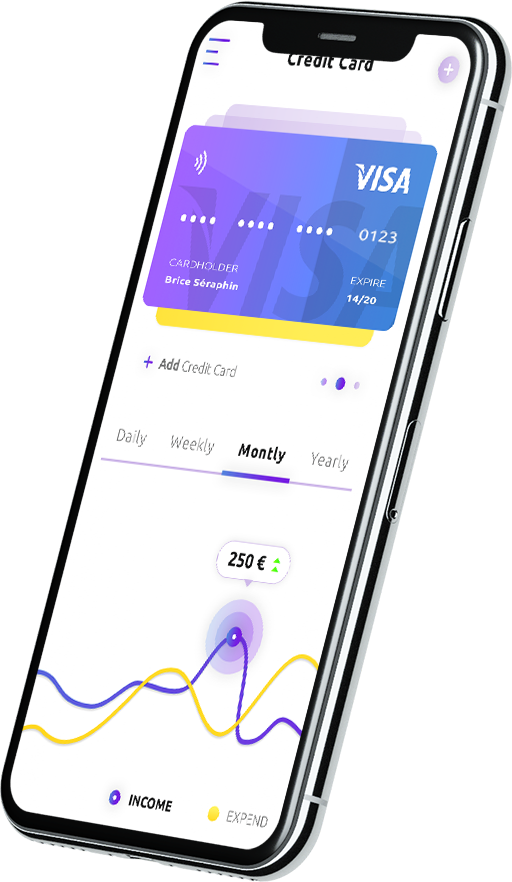 Credit Card
VISA
•••• •••• •••• 0123
CARDHOLDER
Brice Séraphin
EXPIRE
14/20
VISA
+ Add Credit Card
Daily Weekly Montly Yearly
250 €
INCOME EXPEND